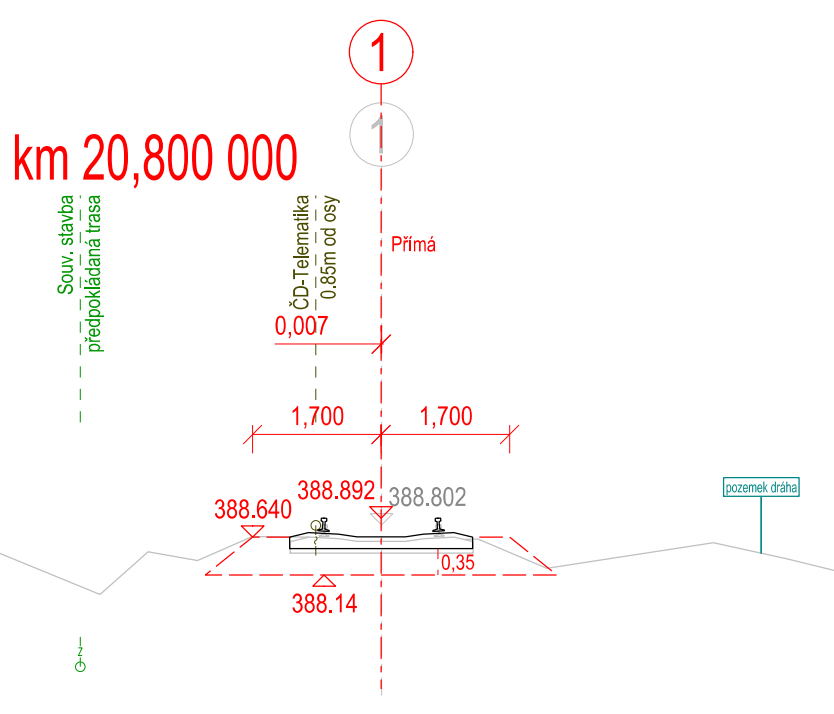 1
1
km 20,800 000
Souv. stavba
předpokládaná trasa
ČD-Telematika
0.85m od osy
Přímá
0,007
1,700
1,700
388.640
388.892
388.802
pozemek dráha
0,35
388.14
z